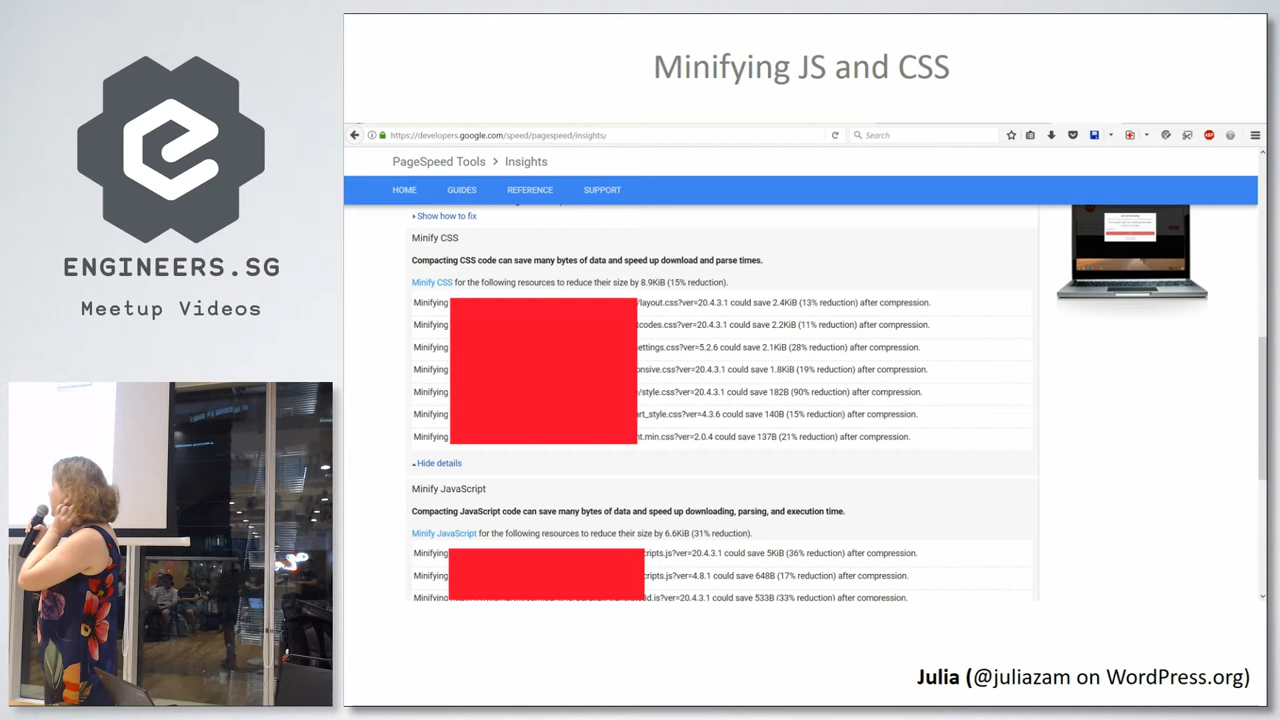 ENGINEERS.SG
Meetup Videos
Minifying JS and CSS
https://developers.google.com/speed/pagespeed/insights/
Search
PageSpeed Tools > Insights
HOME GUIDES REFERENCE SUPPORT
Show how to fix
Minify CSS
Compacting CSS code can save many bytes of data and speed up download and parse times.
Minify CSS for the following resources to reduce their size by 8.9KiB (15% reduction).
Minifying /layout.css?ver=20.4.3.1 could save 2.4KiB (13% reduction) after compression.
Minifying tcodes.css?ver=20.4.3.1 could save 2.2KiB (11% reduction) after compression.
Minifying settings.css?ver=5.2.6 could save 2.1KiB (28% reduction) after compression.
Minifying onsive.css?ver=20.4.3.1 could save 1.8KiB (19% reduction) after compression.
Minifying /style.css?ver=20.4.3.1 could save 182B (90% reduction) after compression.
Minifying art_style.css?ver=4.3.6 could save 140B (15% reduction) after compression.
Minifying nt.min.css?ver=2.0.4 could save 137B (21% reduction) after compression.
Hide details
Minify JavaScript
Compacting JavaScript code can save many bytes of data and speed up downloading, parsing, and execution time.
Minify JavaScript for the following resources to reduce their size by 6.6KiB (31% reduction).
Minifying cripts.js?ver=20.4.3.1 could save 5KiB (36% reduction) after compression.
Minifying cripts.js?ver=4.8.1 could save 648B (17% reduction) after compression.
Minifying d.js?ver=20.4.3.1 could save 533B (33% reduction) after compression.
Julia (@juliazam on WordPress.org)